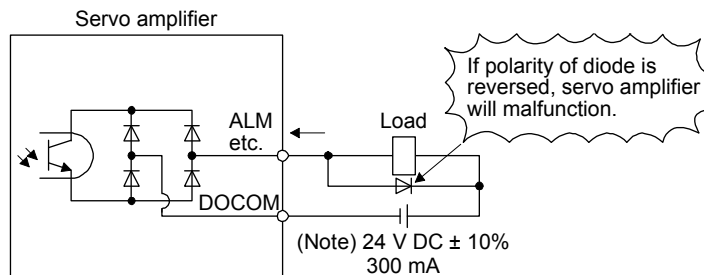 Servo amplifier
If polarity of diode is
reversed, servo amplifier
will malfunction.
ALM
etc.
Load
DOCOM
(Note) 24 V DC ± 10%
300 mA